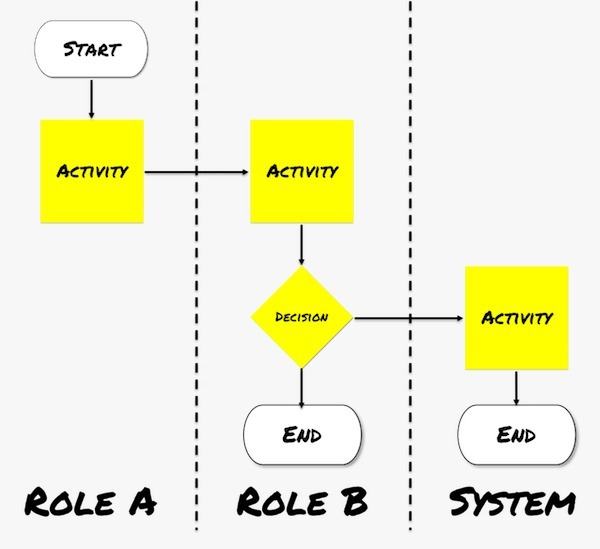 Start
Activity
Activity
Decision
Activity
End
End
Role A
Role B
System